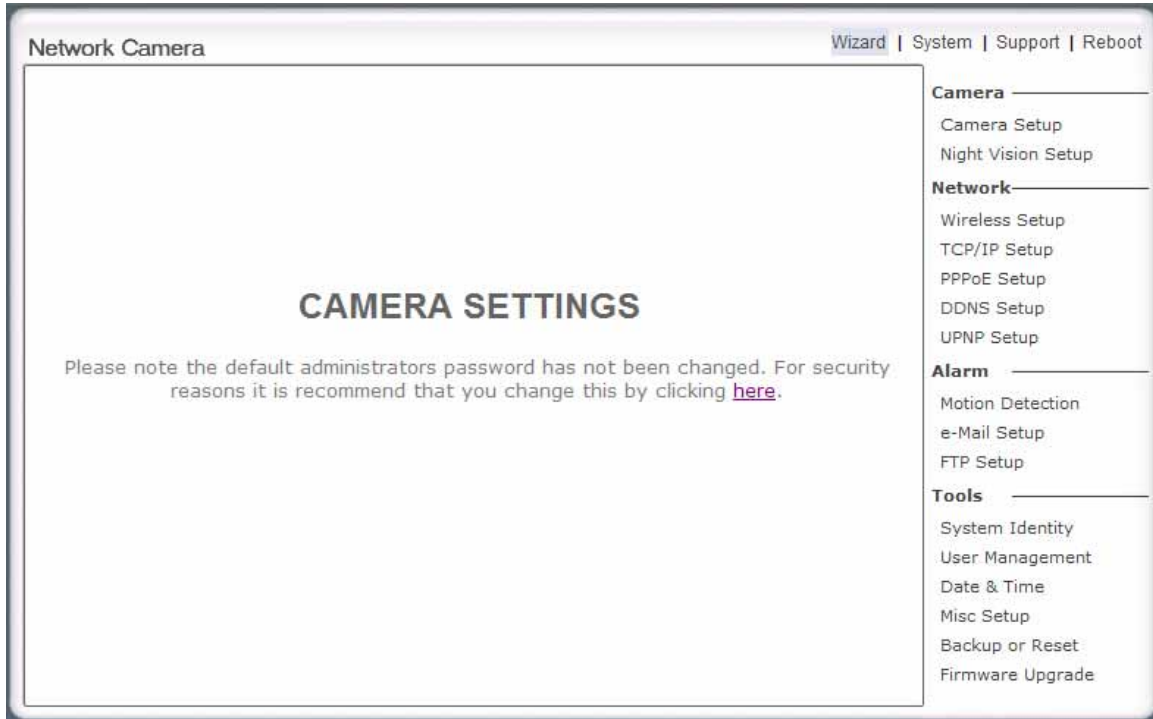 Network Camera
Wizard | System | Support | Reboot
CAMERA SETTINGS
Please note the default administrators password has not been changed. For security
reasons it is recommend that you change this by clicking here.
Camera
Camera Setup
Night Vision Setup
Network
Wireless Setup
TCP/IP Setup
PPPoE Setup
DDNS Setup
UPNP Setup
Alarm
Motion Detection
e-Mail Setup
FTP Setup
Tools
System Identity
User Management
Date & Time
Misc Setup
Backup or Reset
Firmware Upgrade